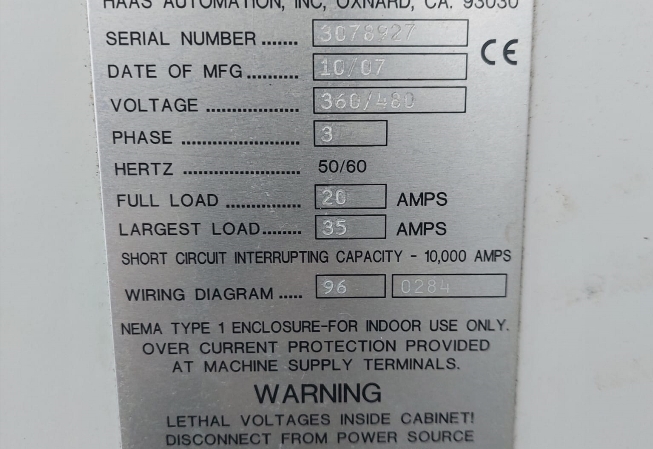 HAAS AUTOMATION, INC, OXNARD, CA. 93030
SERIAL NUMBER ....... 3078927
CE
DATE OF MFG.......... 10/07
VOLTAGE .................. 360/480
PHASE ....................... 3
HERTZ ....................... 50/60
FULL LOAD ............... 20 AMPS
LARGEST LOAD........ 35 AMPS
SHORT CIRCUIT INTERRUPTING CAPACITY - 10,000 AMPS
WIRING DIAGRAM ..... 96 0284
NEMA TYPE 1 ENCLOSURE-FOR INDOOR USE ONLY.
OVER CURRENT PROTECTION PROVIDED
AT MACHINE SUPPLY TERMINALS.
WARNING
LETHAL VOLTAGES INSIDE CABINET!
DISCONNECT FROM POWER SOURCE